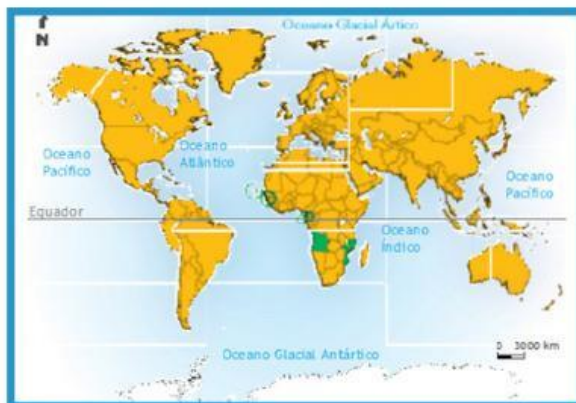 Oceano Glacial Ártico
N
Oceano
Pacífico
Oceano
Atlântico
Oceano
Pacífico
Equador
Oceano
Índico
Oceano Glacial Antártico
0 3000 km